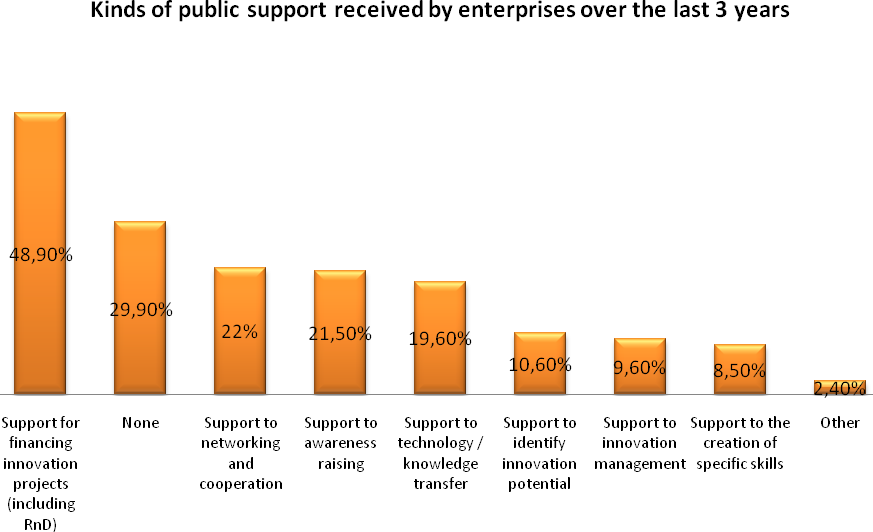 Kinds of public support received by enterprises over the last 3 years
48,90%
29,90%
22%
21,50%
19,60%
10,60%
9,60%
8,50%
2,40%
Support for
financing
innovation
projects
(including
RnD)
None
Support to
networking
and
cooperation
Support to
awareness
raising
Support to
technology /
knowledge
transfer
Support to
identify
innovation
potential
Support to
innovation
management
Support to the
creation of
specific skills
Other